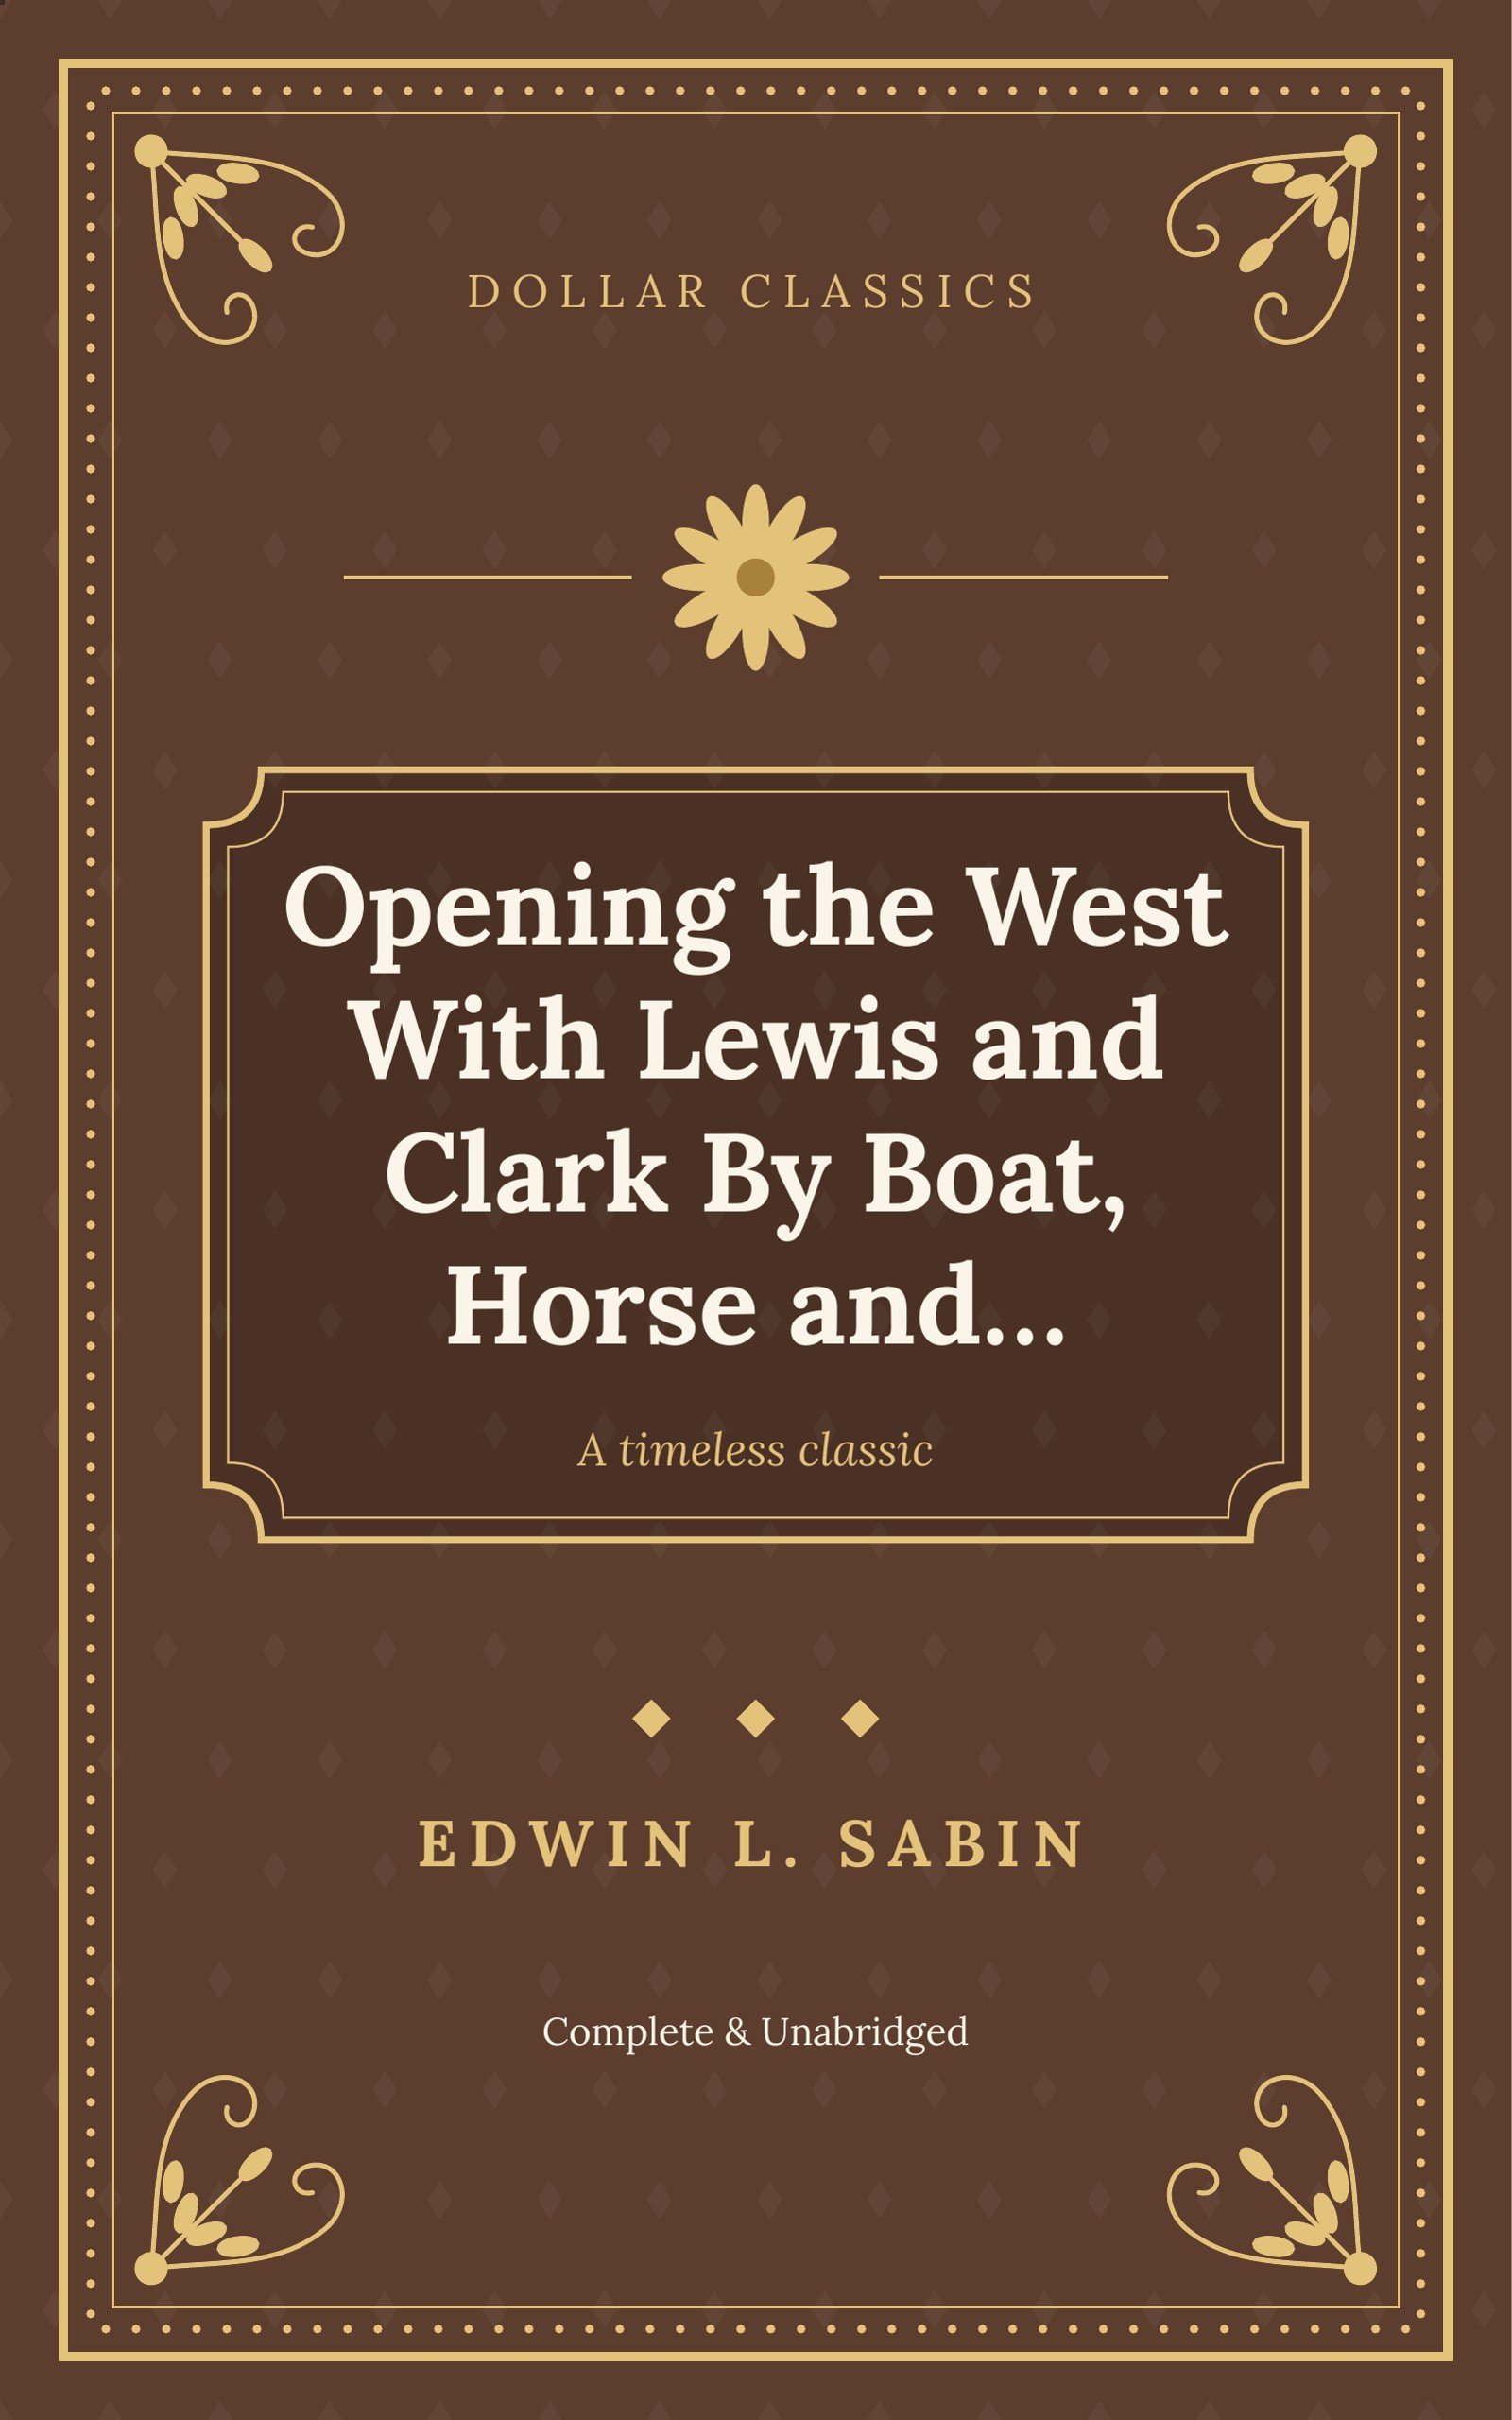 DOLLAR CLASSICS
Opening the West
With Lewis and
Clark By Boat,
Horse and...
A timeless classic
EDWIN L. SABIN
Complete & Unabridged